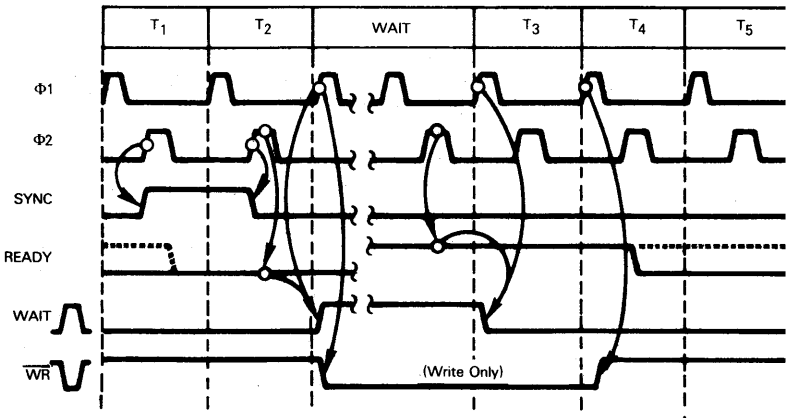 T1 T2 WAIT T3 T4 T5
Φ1
Φ2
SYNC
READY
WAIT
WR
(Write Only)